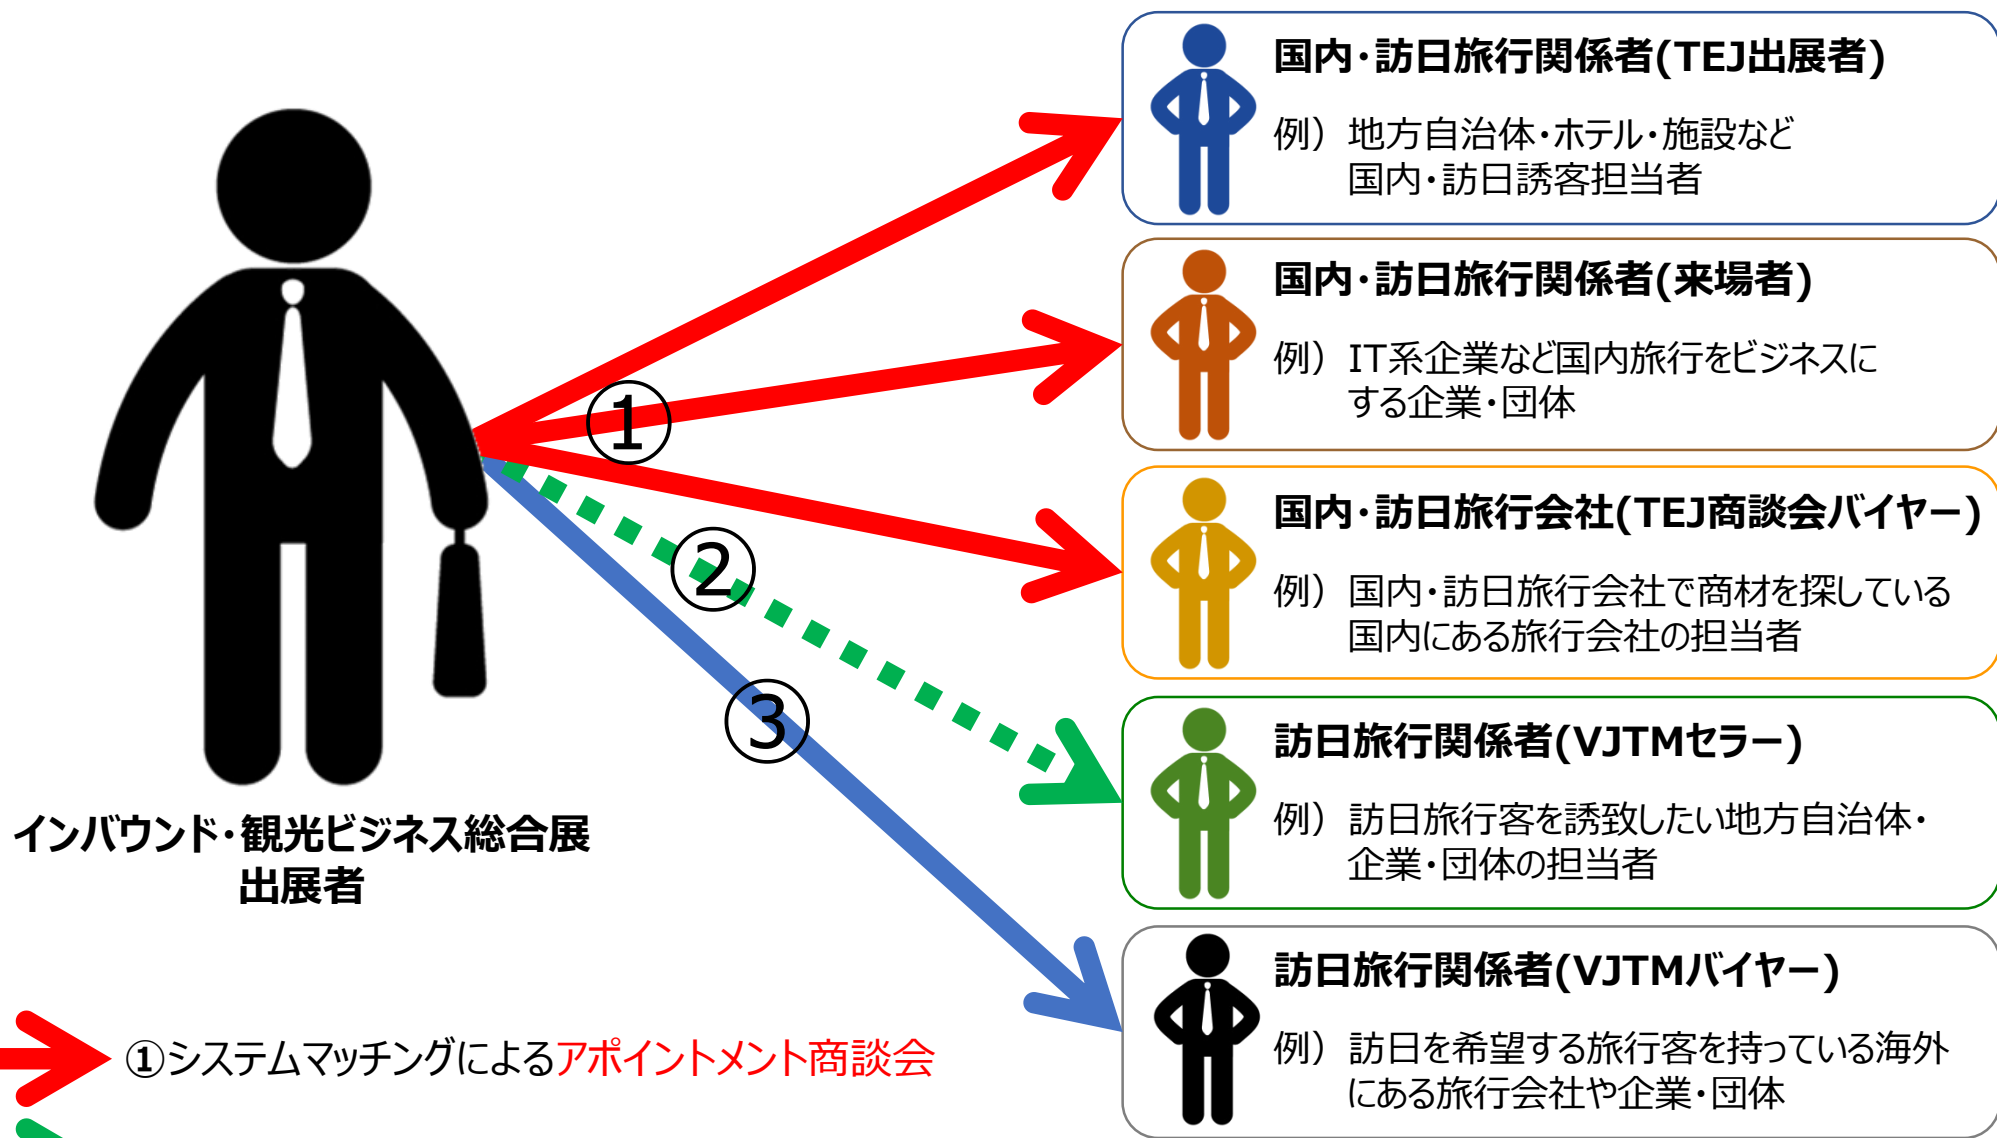 国内・訪日旅行関係者(TEJ出展者)
例）地方自治体・ホテル・施設など
国内・訪日誘客担当者
国内・訪日旅行関係者(来場者)
例）IT系企業など国内旅行をビジネスに
する企業・団体
国内・訪日旅行会社(TEJ商談会バイヤー)
例）国内・訪日旅行会社で商材を探している
国内にある旅行会社の担当者
訪日旅行関係者(VJTMセラー)
例）訪日旅行客を誘致したい地方自治体・
企業・団体の担当者
訪日旅行関係者(VJTMバイヤー)
例）訪日を希望する旅行客を持っている海外
にある旅行会社や企業・団体
①
②
③
インバウンド・観光ビジネス総合展
出展者
①システムマッチングによるアポイントメント商談会